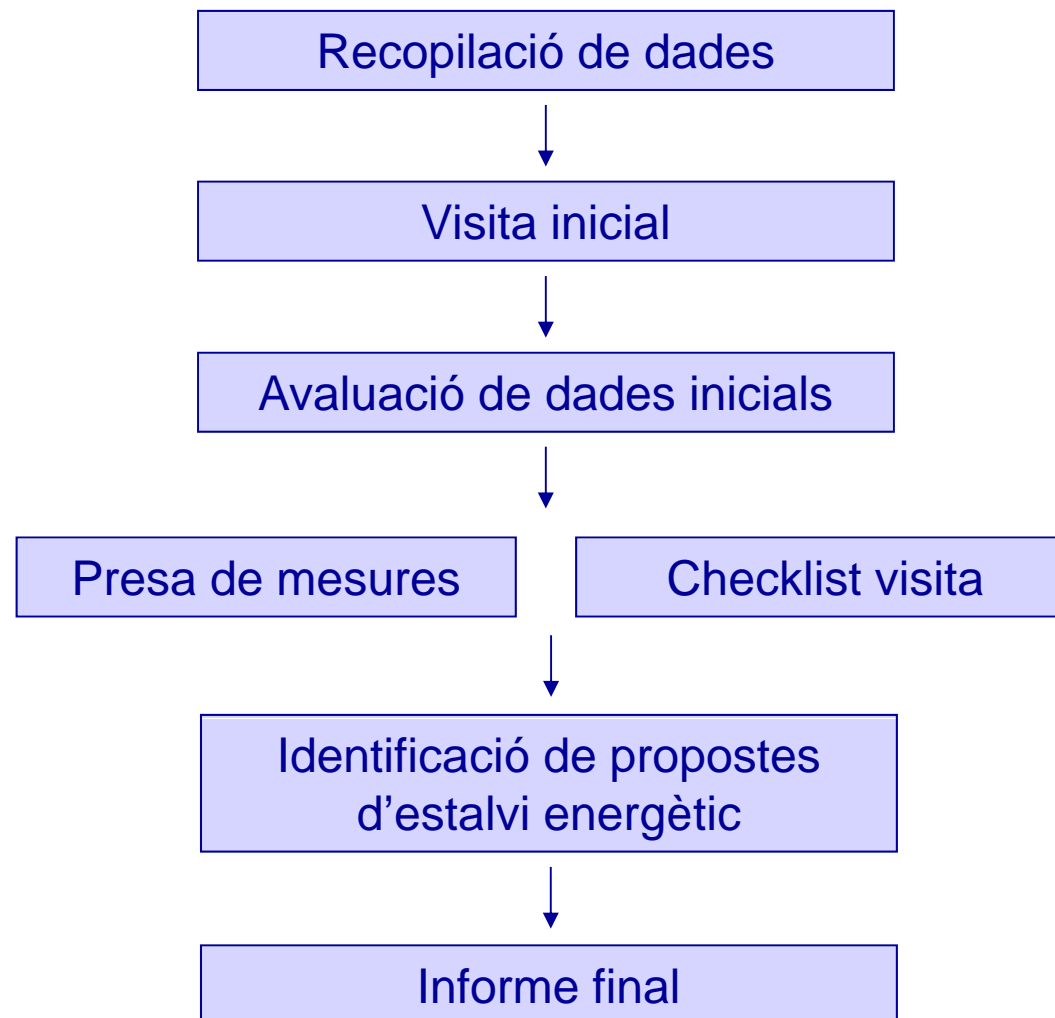 Recopilació de dades
Visita inicial
Avaluació de dades inicials
Presa de mesures
Checklist visita
Identificació de propostes
d’estalvi energètic
Informe final